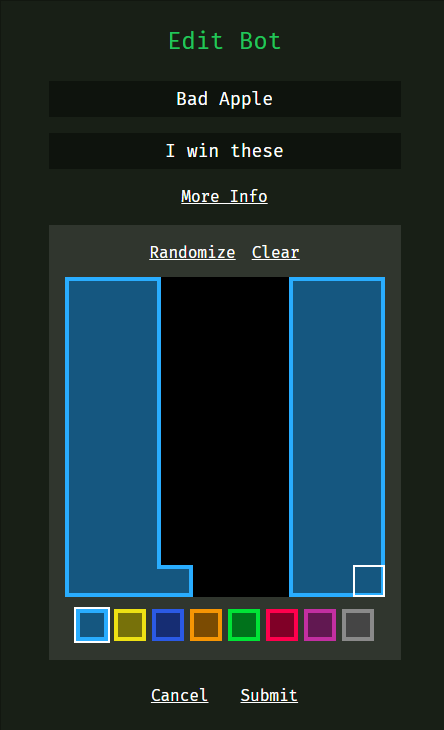 Edit Bot
Bad Apple
I win these
More Info
Randomize Clear
Cancel Submit